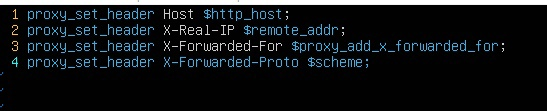 1 proxy_set_header Host $http_host;
2 proxy_set_header X-Real-IP $remote_addr;
3 proxy_set_header X-Forwarded-For $proxy_add_x_forwarded_for;
4 proxy_set_header X-Forwarded-Proto $scheme;
~
~
~